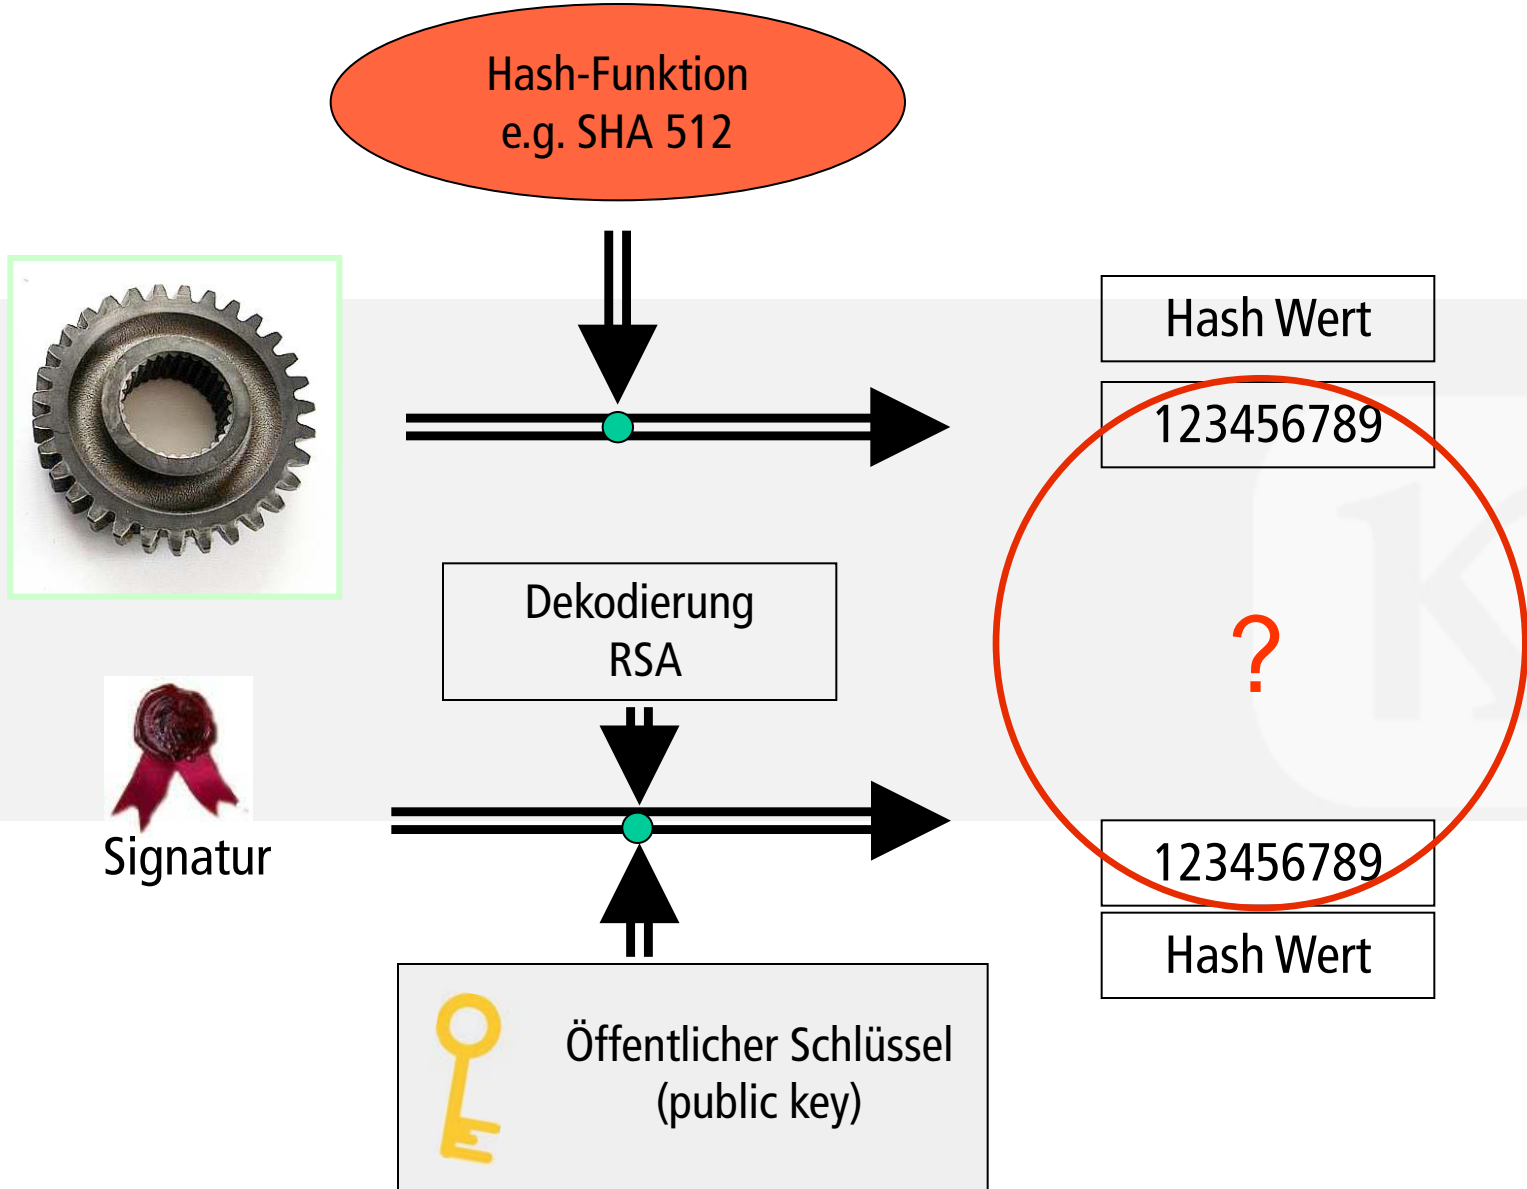 Hash-Funktion
e.g. SHA 512
Hash Wert
123456789
Dekodierung
RSA
?
Signatur
123456789
Hash Wert
Öffentlicher Schlüssel
(public key)